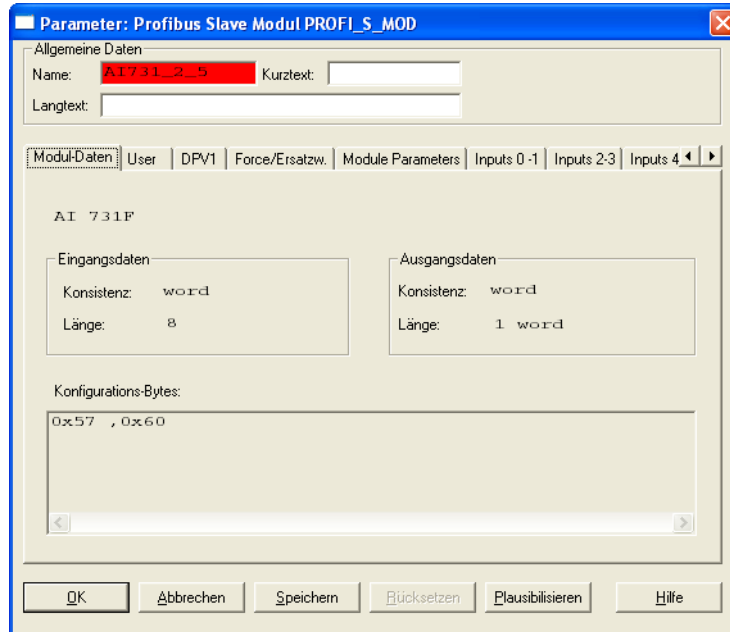 Parameter: Profibus Slave Modul PROFI_S_MOD
Allgemeine Daten
Name: AI731_2_5 Kurztext:
Langtext:
Modul-Daten User DPV1 Force/Ersatzw. Module Parameters Inputs 0 -1 Inputs 2-3 Inputs 4
AI 731F
Eingangsdaten Ausgangsdaten
Konsistenz: word Konsistenz: word
Länge: 8 Länge: 1 word
Konfigurations-Bytes:
0x57 ,0x60
OK Abbrechen Speichern Rücksetzen Plausibilisieren Hilfe